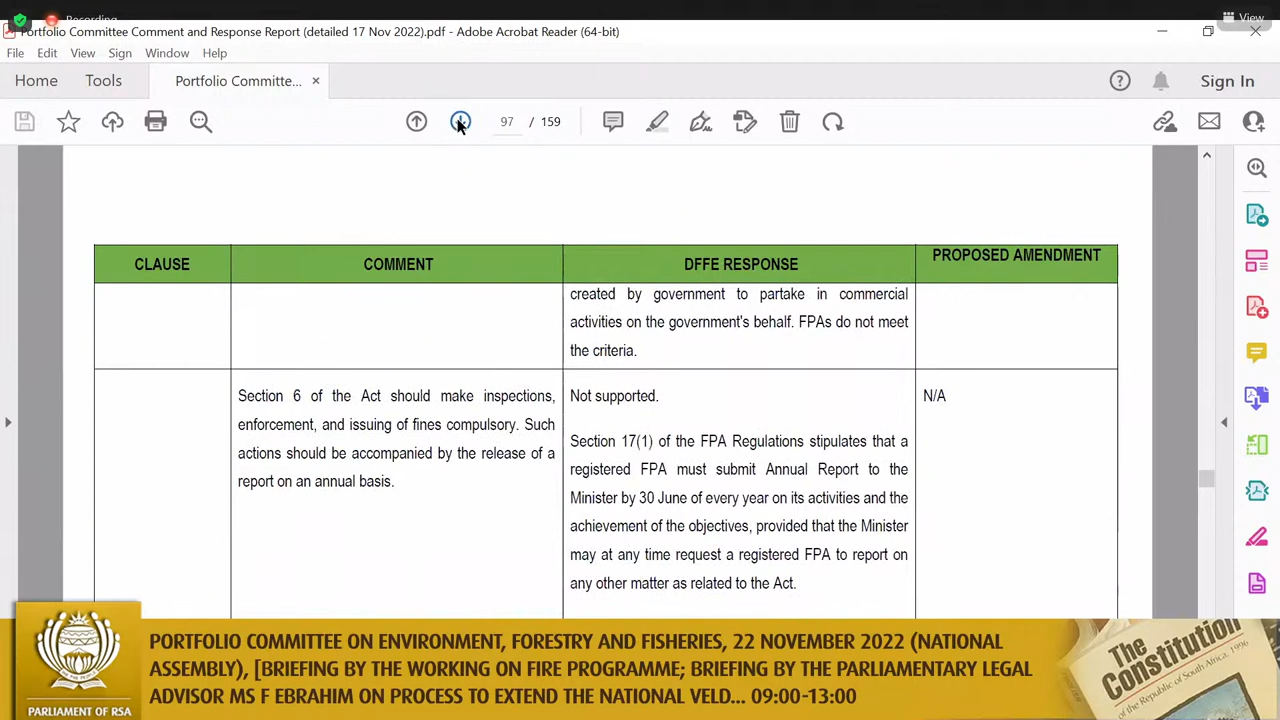 Recording
View
Portfolio Committee Comment and Response Report (detailed 17 Nov 2022).pdf - Adobe Acrobat Reader (64-bit)
File Edit View Sign Window Help
Home Tools Portfolio Committe... × Sign In
97 / 159
CLAUSE COMMENT DFFE RESPONSE PROPOSED AMENDMENT
created by government to partake in commercial
activities on the government's behalf. FPAs do not meet
the criteria.
Section 6 of the Act should make inspections,
enforcement, and issuing of fines compulsory. Such
actions should be accompanied by the release of a
report on an annual basis.
Not supported.
Section 17(1) of the FPA Regulations stipulates that a
registered FPA must submit Annual Report to the
Minister by 30 June of every year on its activities and the
achievement of the objectives, provided that the Minister
may at any time request a registered FPA to report on
any other matter as related to the Act.
N/A
PORTFOLIO COMMITTEE ON ENVIRONMENT, FORESTRY AND FISHERIES, 22 NOVEMBER 2022 (NATIONAL
ASSEMBLY), [BRIEFING BY THE WORKING ON FIRE PROGRAMME; BRIEFING BY THE PARLIAMENTARY LEGAL
ADVISOR MS F EBRAHIM ON PROCESS TO EXTEND THE NATIONAL VELD... 09:00-13:00
PARLIAMENT OF RSA
The
Constitution
of the Republic of South Africa, 1996